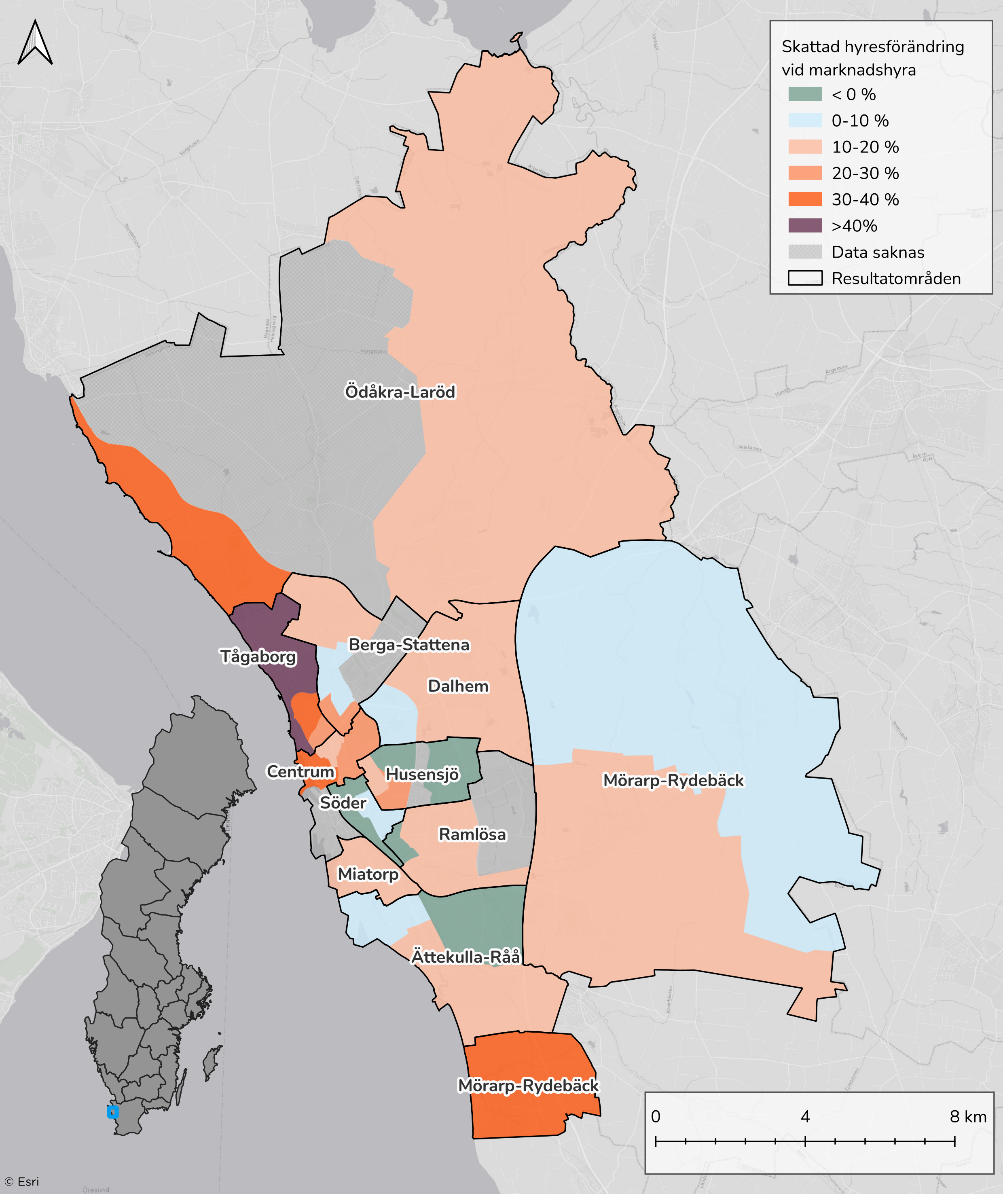 Skattad hyresförändring
vid marknadshyra
< 0 %
0-10 %
10-20 %
20-30 %
30-40 %
>40%
Data saknas
Resultatområden
Ödåkra-Laröd
Berga-Stattena
Tågaborg
Dalhem
Centrum
Husensjö
Mörarp-Rydebäck
Söder
Ramlösa
Miatorp
Ättekulla-Råå
Mörarp-Rydebäck
0 4 8 km
© Esri
Öresund